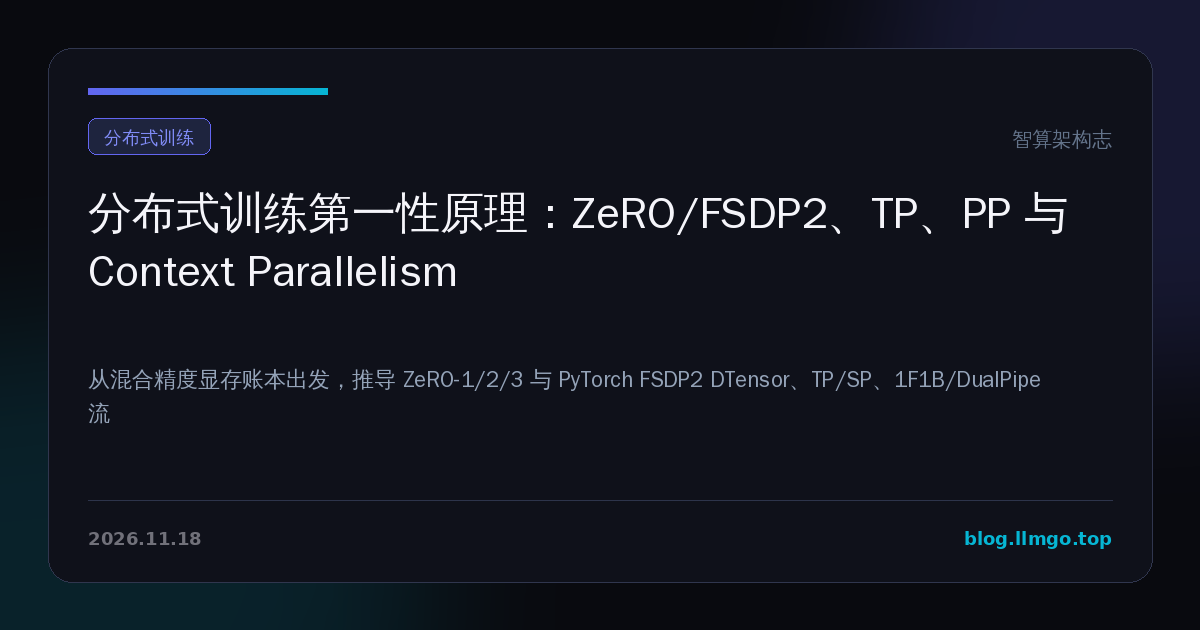 分布式训练
智算架构志
分布式训练第一性原理：ZeRO/FSDP2、TP、PP 与
Context Parallelism
从混合精度显存账本出发，推导 ZeRO-1/2/3 与 PyTorch FSDP2 DTensor、TP/SP、1F1B/DualPipe
流
2026.11.18
blog.llmgo.top